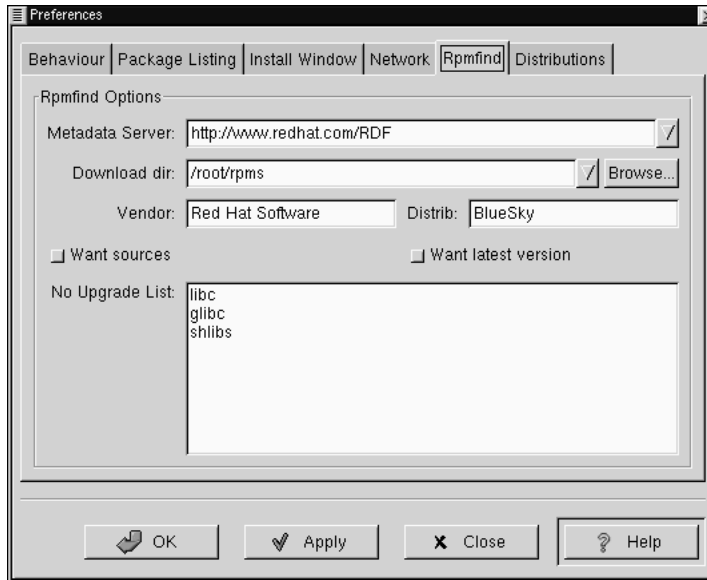 Preferences
Behaviour Package Listing Install Window Network Rpmfind Distributions
Rpmfind Options
Metadata Server: http://www.redhat.com/RDF
Download dir: /root/rpms Browse...
Vendor: Red Hat Software Distrib: BlueSky
Want sources Want latest version
No Upgrade List: libc
glibc
shlibs
OK Apply Close Help